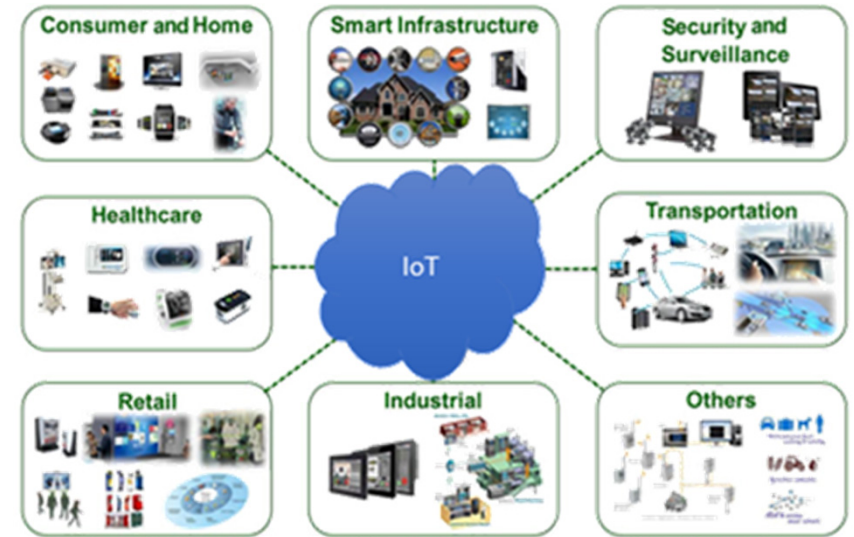 Consumer and Home
Smart Infrastructure
Security and
Surveillance
Healthcare
IoT
Transportation
Retail
Industrial
Others